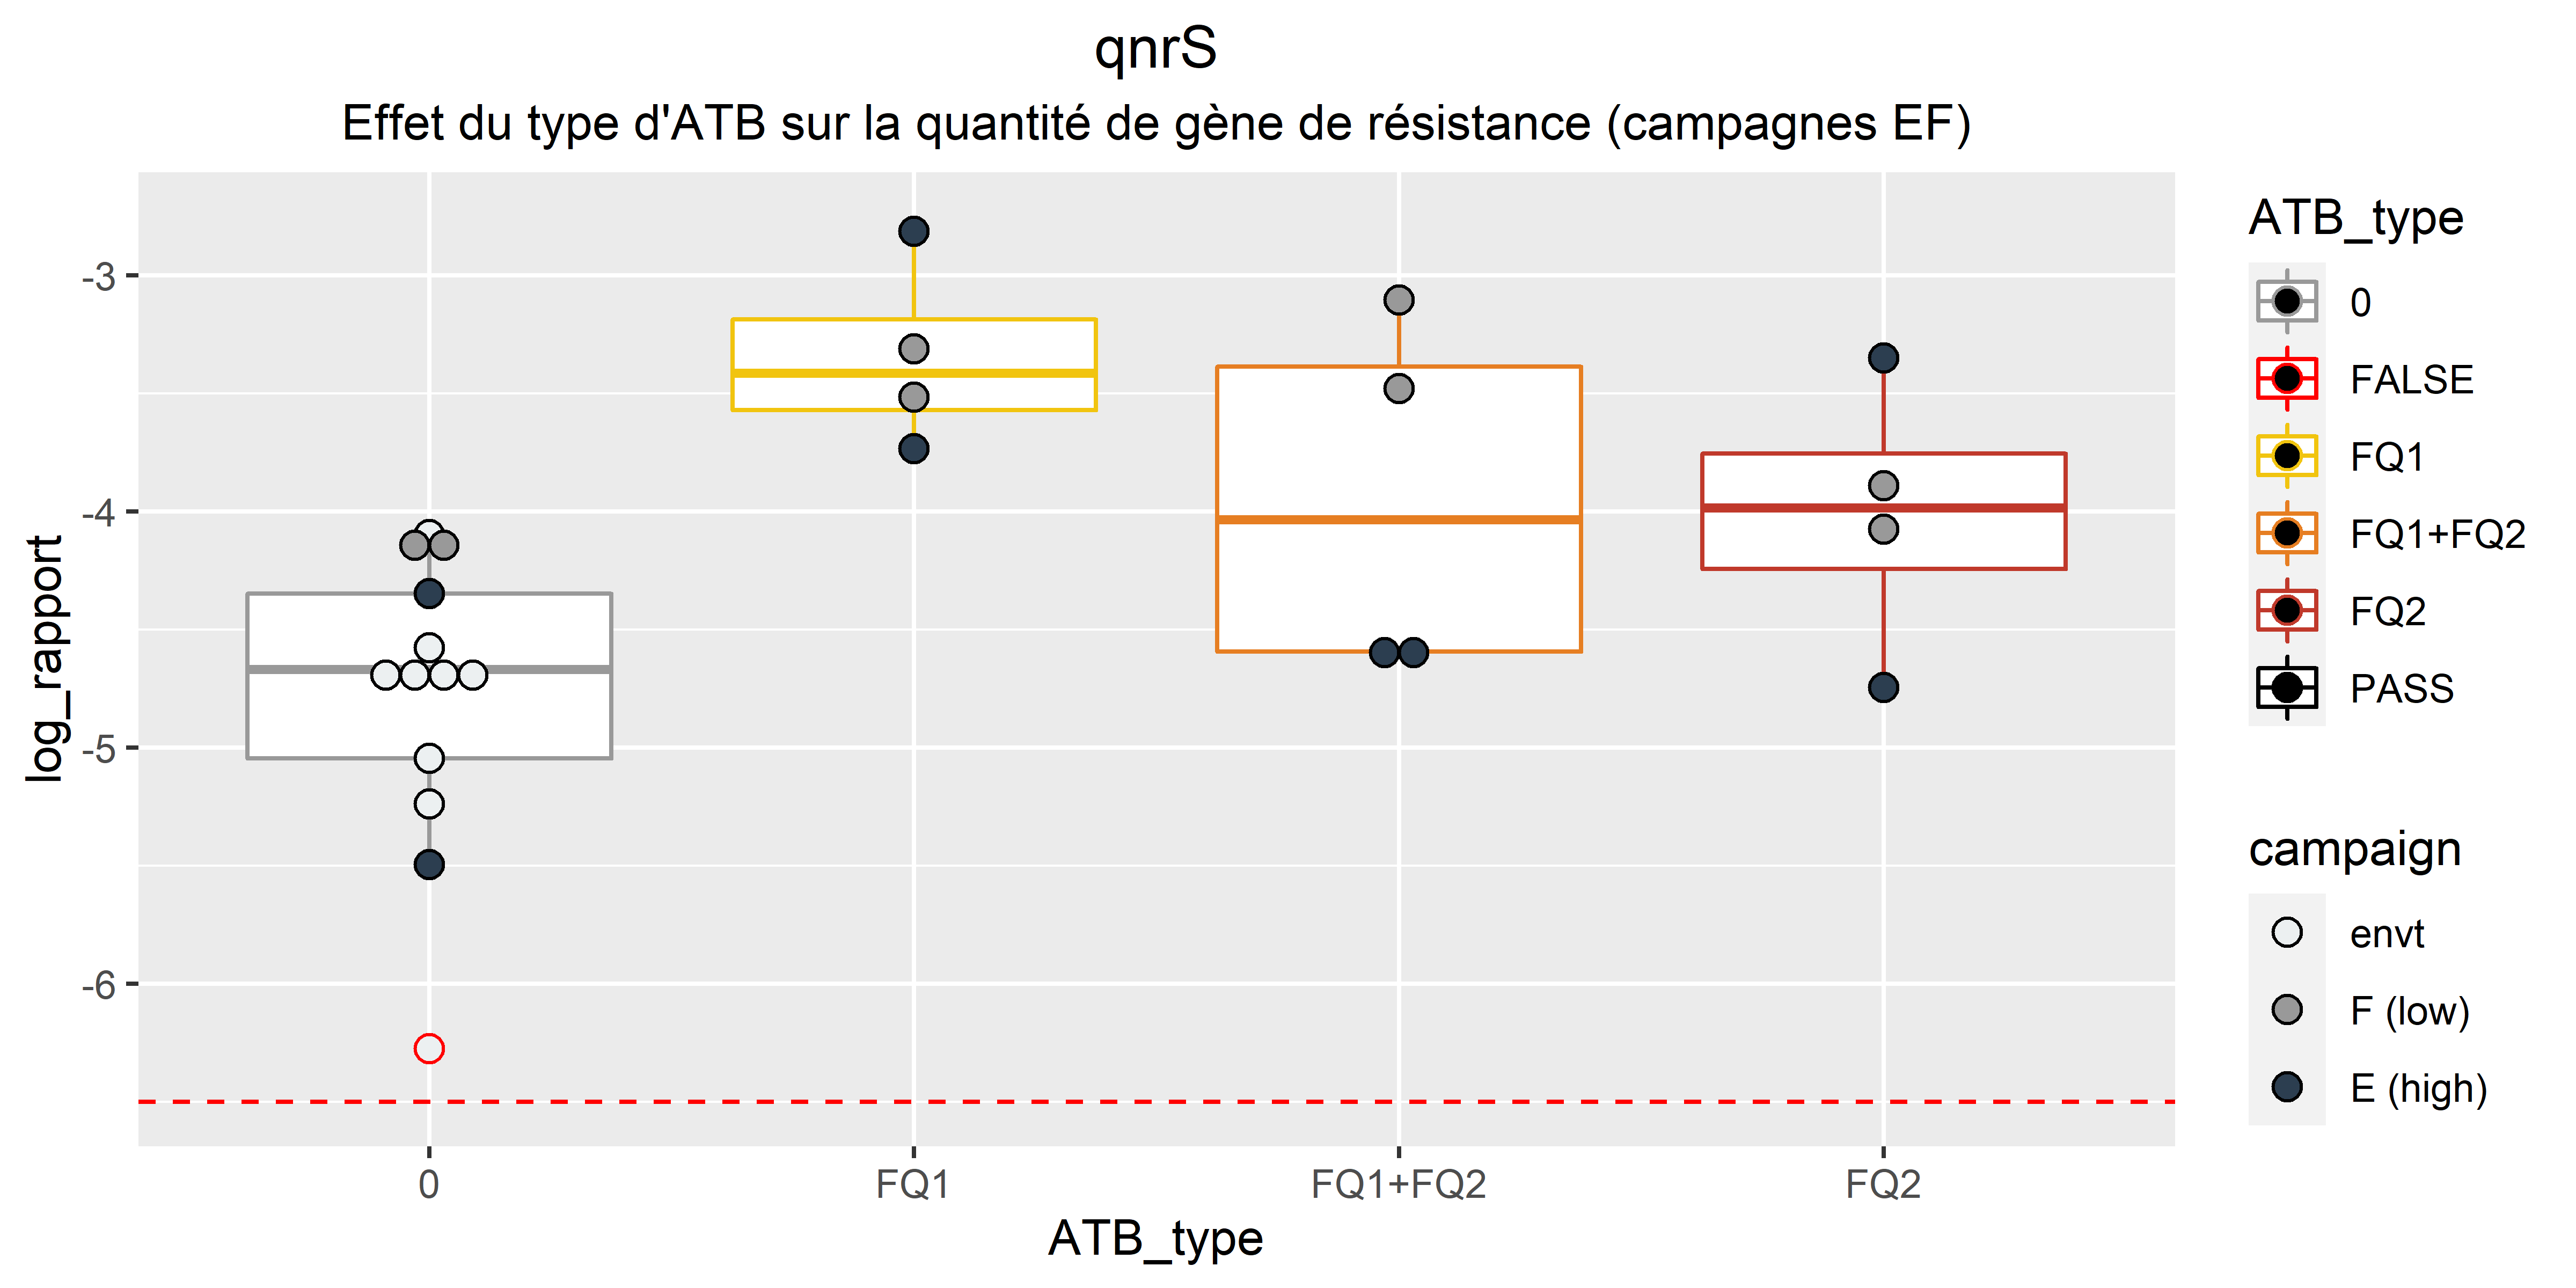 qnrS
Effet du type d'ATB sur la quantité de gène de résistance (campagnes EF)
log_rapport
-3
-4
-5
-6
0
FQ1
FQ1+FQ2
FQ2
ATB_type
ATB_type
0
FALSE
FQ1
FQ1+FQ2
FQ2
PASS
campaign
envt
F (low)
E (high)